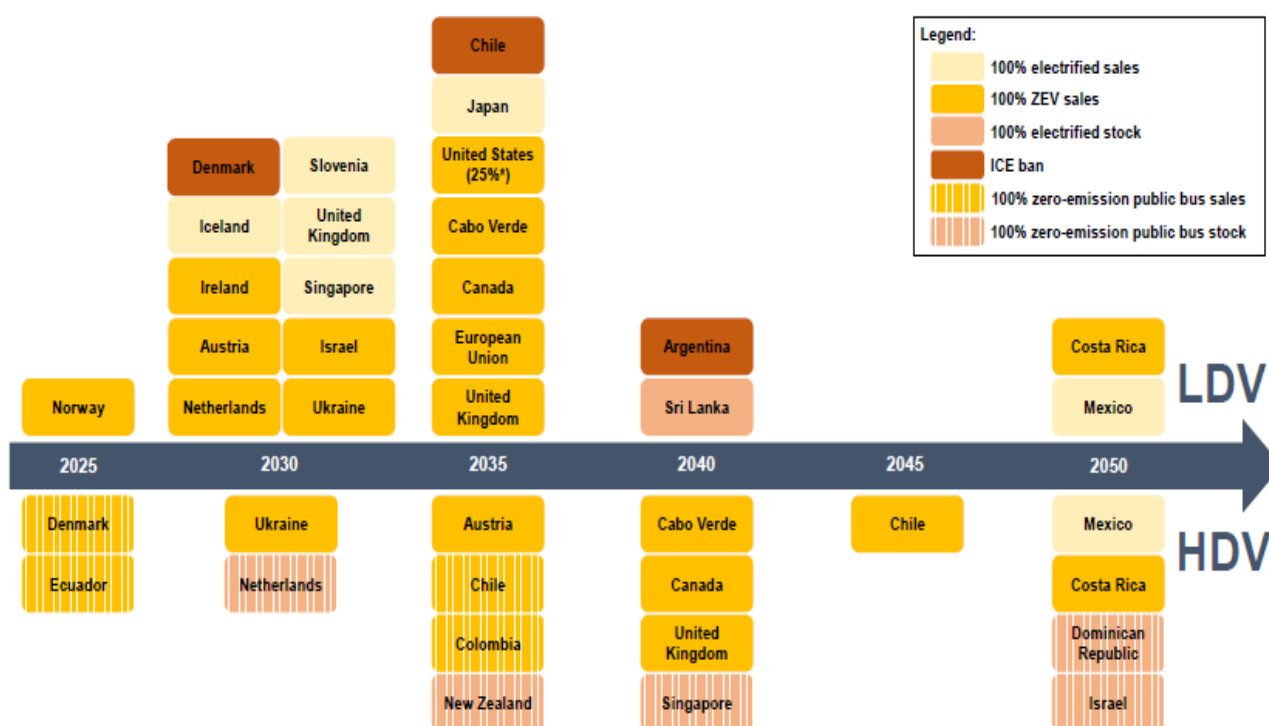 Legend:
100% electrified sales
100% ZEV sales
100% electrified stock
ICE ban
100% zero-emission public bus sales
100% zero-emission public bus stock
Chile
Japan
Denmark
Slovenia
United States
(25%*)
Iceland
United
Kingdom
Cabo Verde
Ireland
Singapore
Canada
Austria
Israel
European
Union
Argentina
Costa Rica
Norway
Netherlands
Ukraine
United
Kingdom
Sri Lanka
Mexico
LDV
2025
2030
2035
2040
2045
2050
Denmark
Ukraine
Austria
Cabo Verde
Chile
Mexico
HDV
Ecuador
Netherlands
Chile
Canada
Costa Rica
Colombia
United
Kingdom
Dominican
Republic
New Zealand
Singapore
Israel